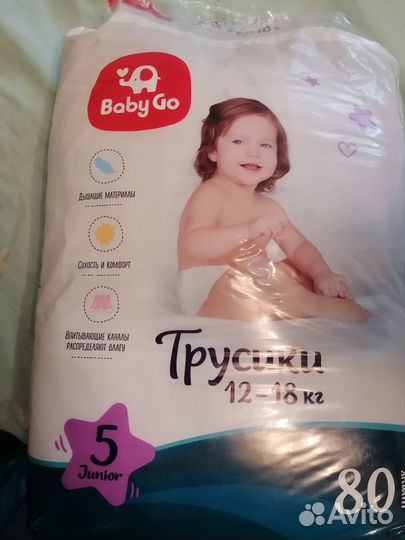 Baby Go
Дышащие материалы
Сухость и комфорт
Впитывающие каналы
распределяют влагу
Трусики
12-18 кг
5
Junior
80
Avito